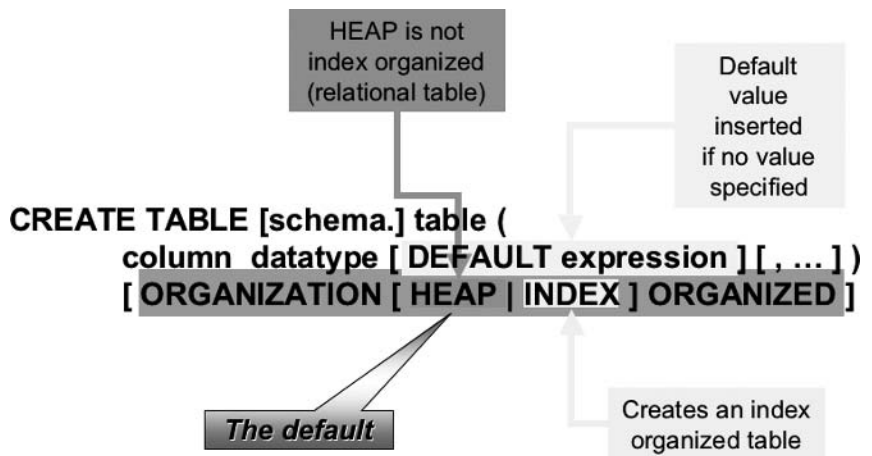 HEAP is not
index organized
(relational table)
Default
value
inserted
if no value
specified
CREATE TABLE [schema.] table (
column datatype [ DEFAULT expression ] [ , … ] )
[ ORGANIZATION [ HEAP | INDEX ] ORGANIZED ]
The default
Creates an index
organized table